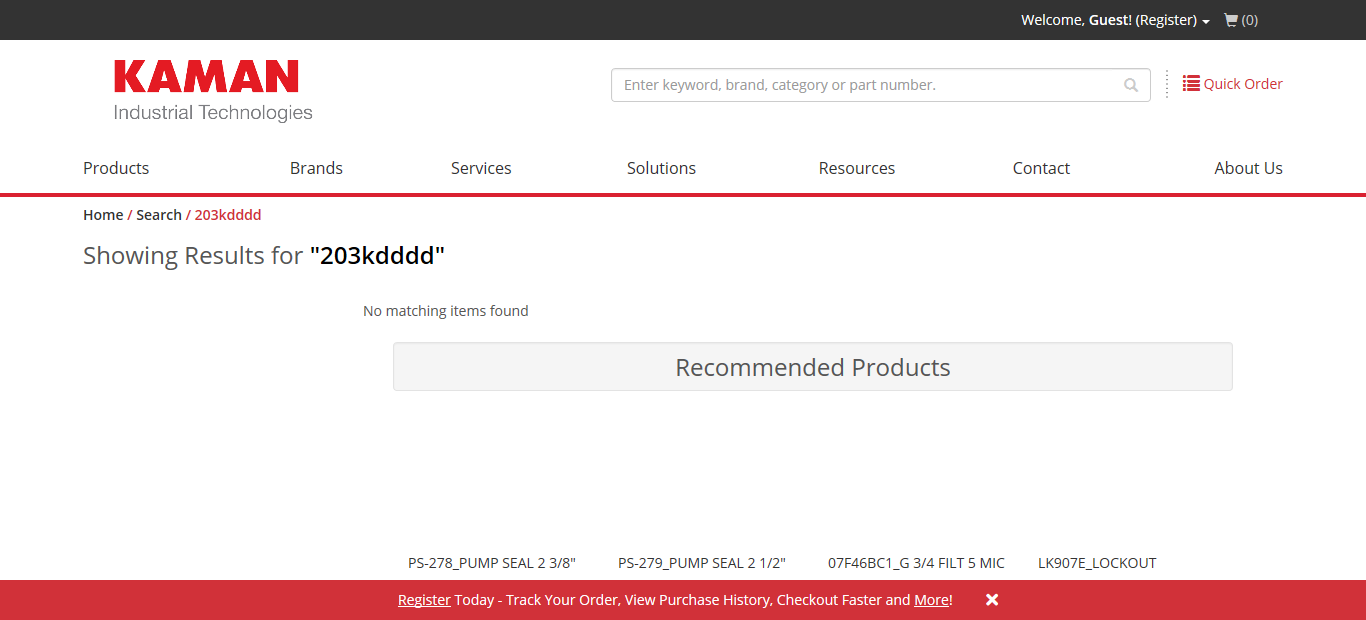 Welcome, Guest! (Register) (0)
KAMAN
Industrial Technologies
Enter keyword, brand, category or part number.
Quick Order
Products Brands Services Solutions Resources Contact About Us
Home / Search / 203kdddd
Showing Results for "203kdddd"
No matching items found
Recommended Products
PS-278_PUMP SEAL 2 3/8" PS-279_PUMP SEAL 2 1/2" 07F46BC1_G 3/4 FILT 5 MIC LK907E_LOCKOUT
Register Today - Track Your Order, View Purchase History, Checkout Faster and More!